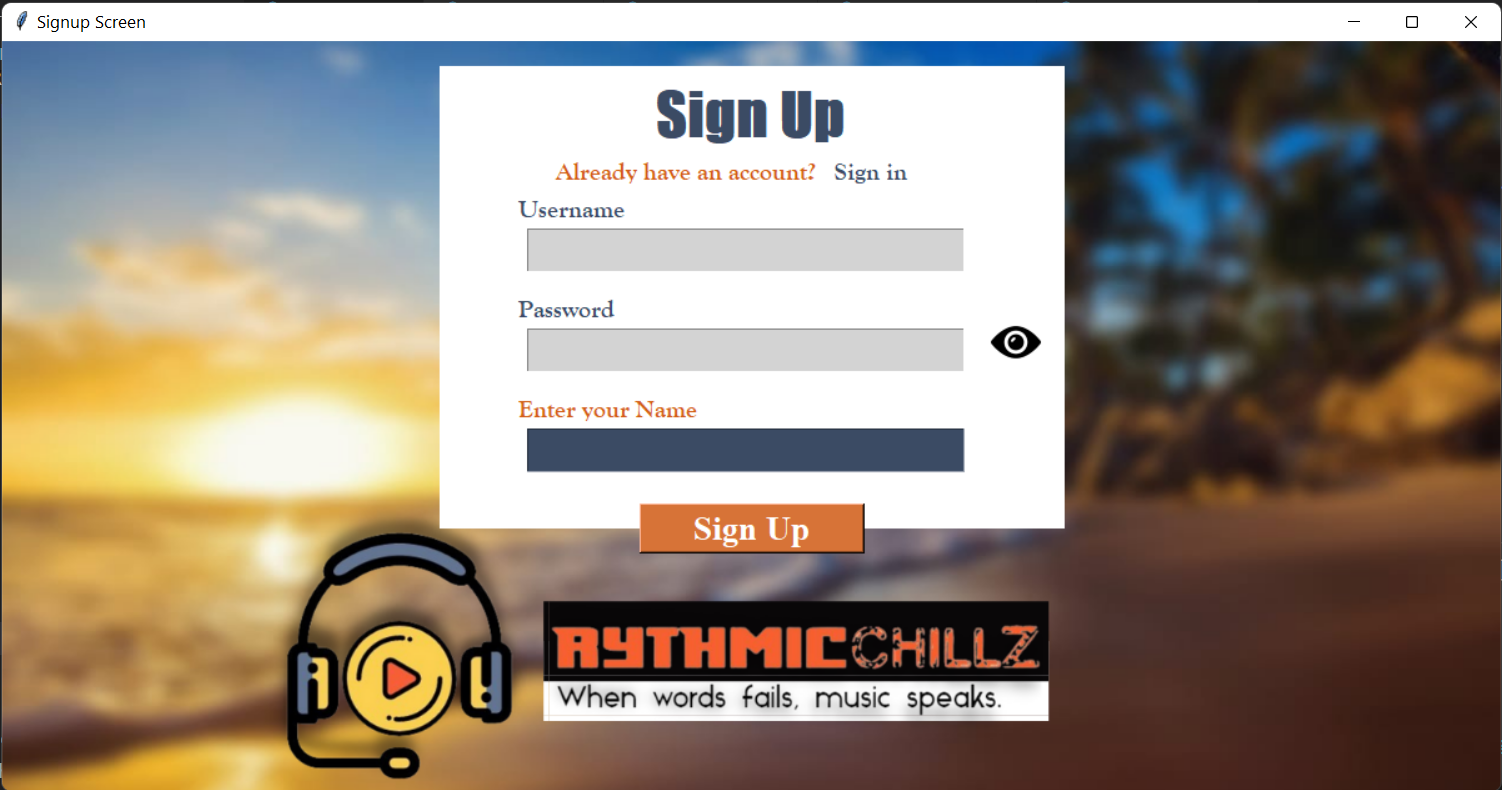 Signup Screen
Sign Up
Already have an account? Sign in
Username
Password
Enter your Name
Sign Up
RYTHMICCHILLZ
When words fails, music speaks.